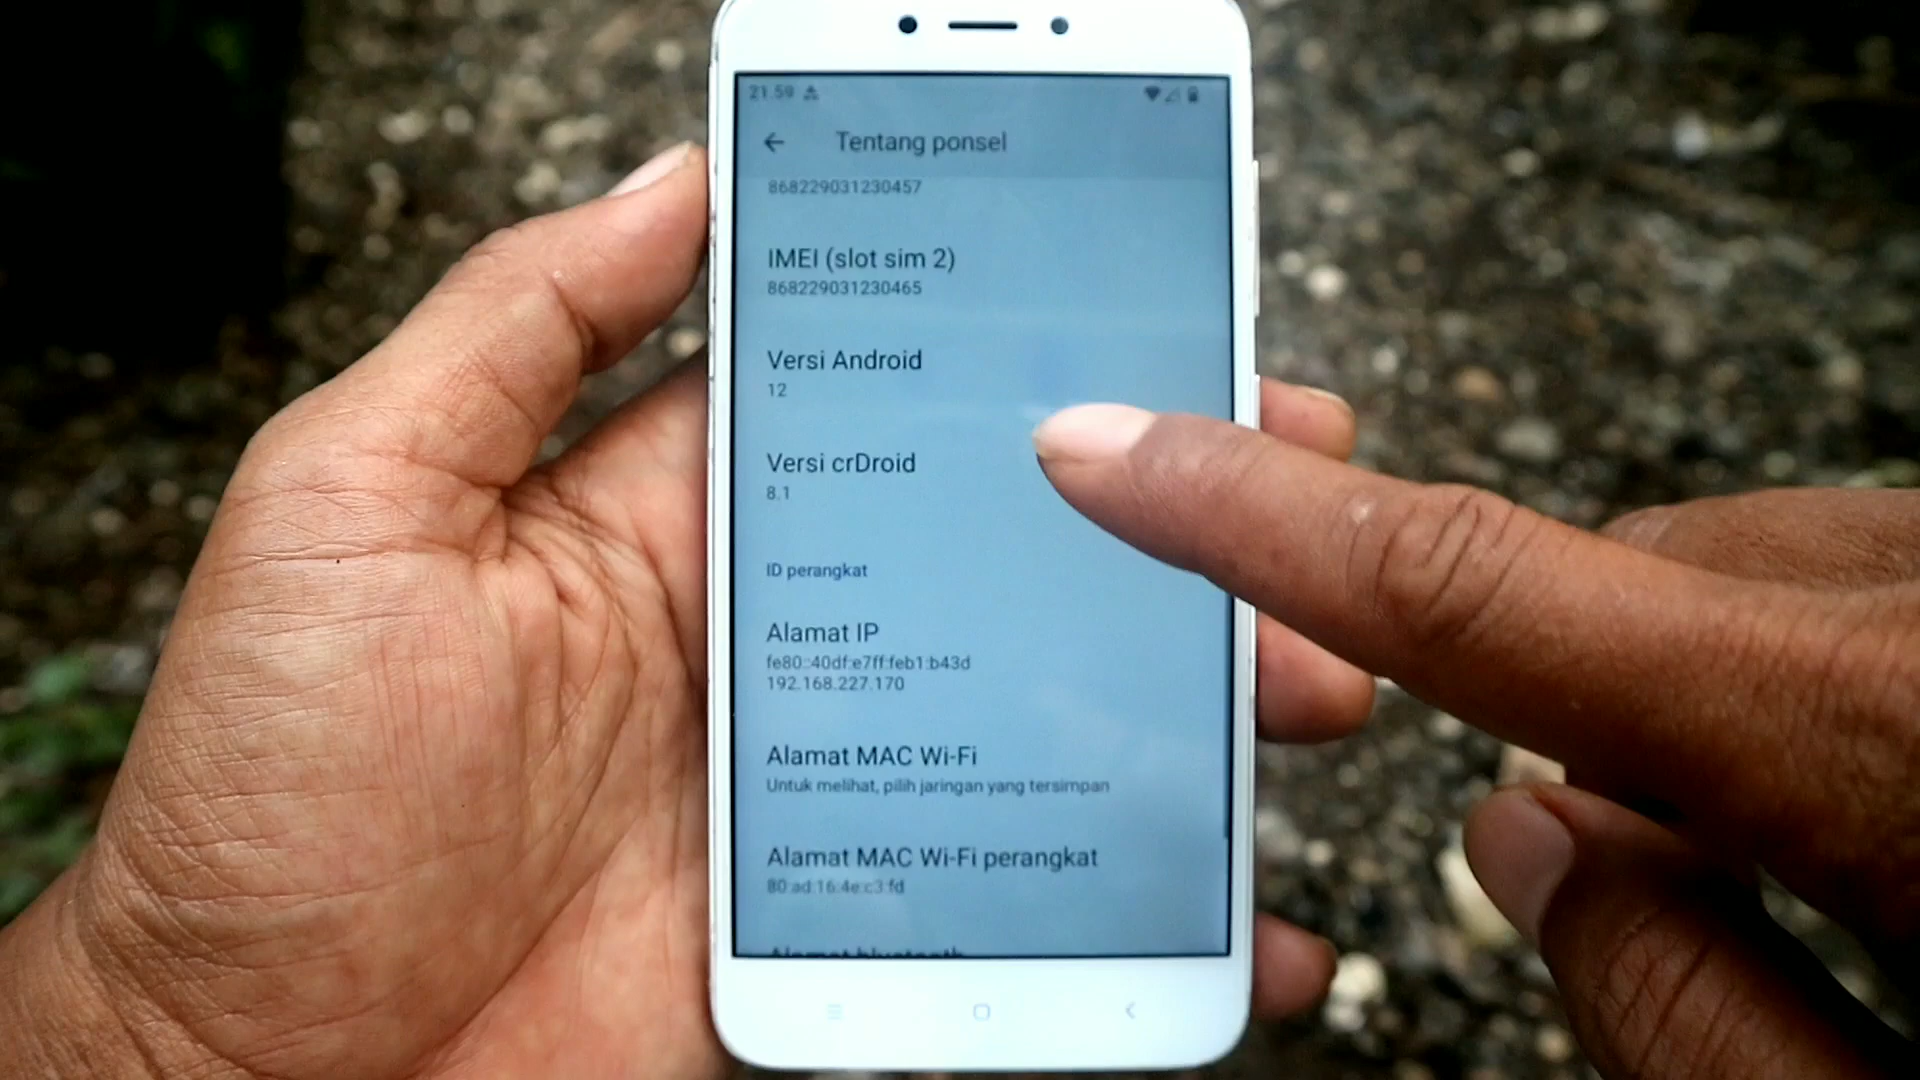 21.59
Tentang ponsel
868229031230457
IMEI (slot sim 2)
868229031230465
Versi Android
12
Versi crDroid
8.1
ID perangkat
Alamat IP
fe80::40df:e7ff:feb1:b43d
192.168.227.170
Alamat MAC Wi-Fi
Untuk melihat, pilih jaringan yang tersimpan
Alamat MAC Wi-Fi perangkat
80:ad:16:4e:c3:fd
Alamat bluetooth